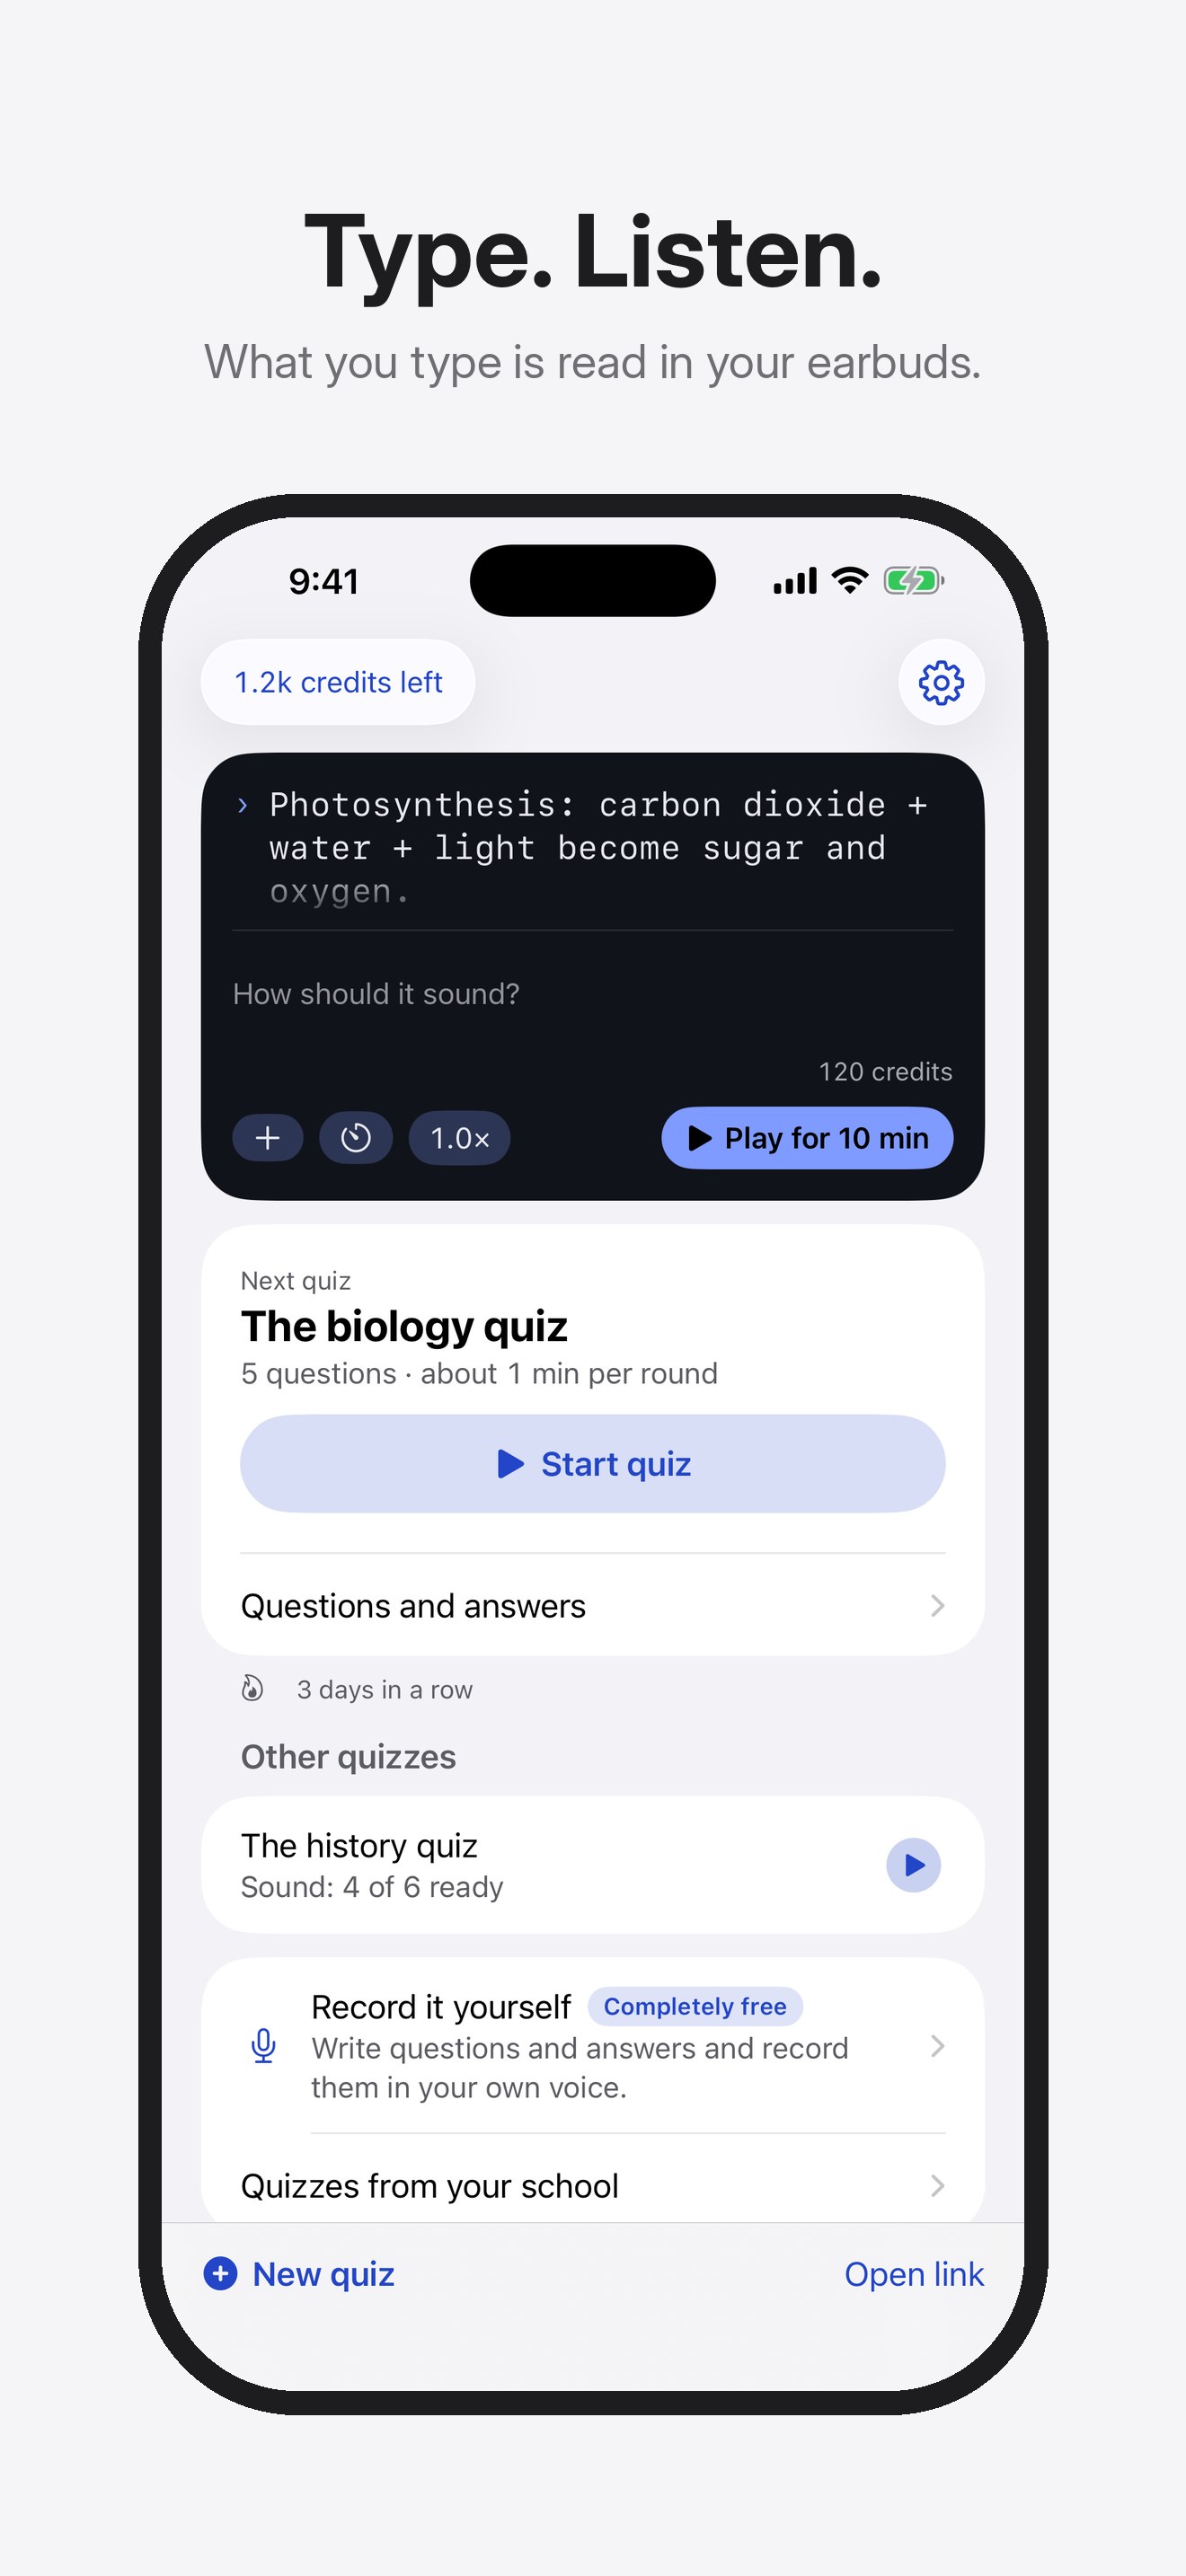 Type. Listen.
What you type is read in your earbuds.
9:41
1.2k credits left
› Photosynthesis: carbon dioxide +
water + light become sugar and
oxygen.
How should it sound?
120 credits
1.0×
Play for 10 min
Next quiz
The biology quiz
5 questions · about 1 min per round
Start quiz
Questions and answers
3 days in a row
Other quizzes
The history quiz
Sound: 4 of 6 ready
Record it yourself
Completely free
Write questions and answers and record
them in your own voice.
Quizzes from your school
New quiz
Open link